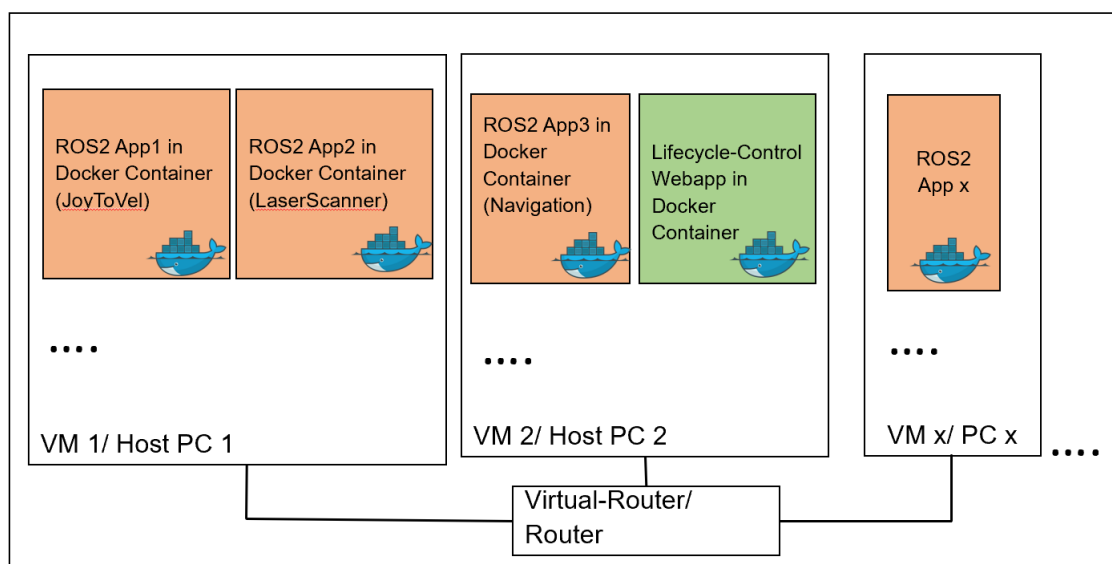 ROS2 App1 in
Docker Container
(JoyToVel)
ROS2 App2 in
Docker Container
(LaserScanner)
....
VM 1/ Host PC 1
ROS2 App3 in
Docker
Container
(Navigation)
Lifecycle-Control
Webapp in
Docker
Container
....
VM 2/ Host PC 2
ROS2
App x
....
VM x/ PC x
....
Virtual-Router/
Router